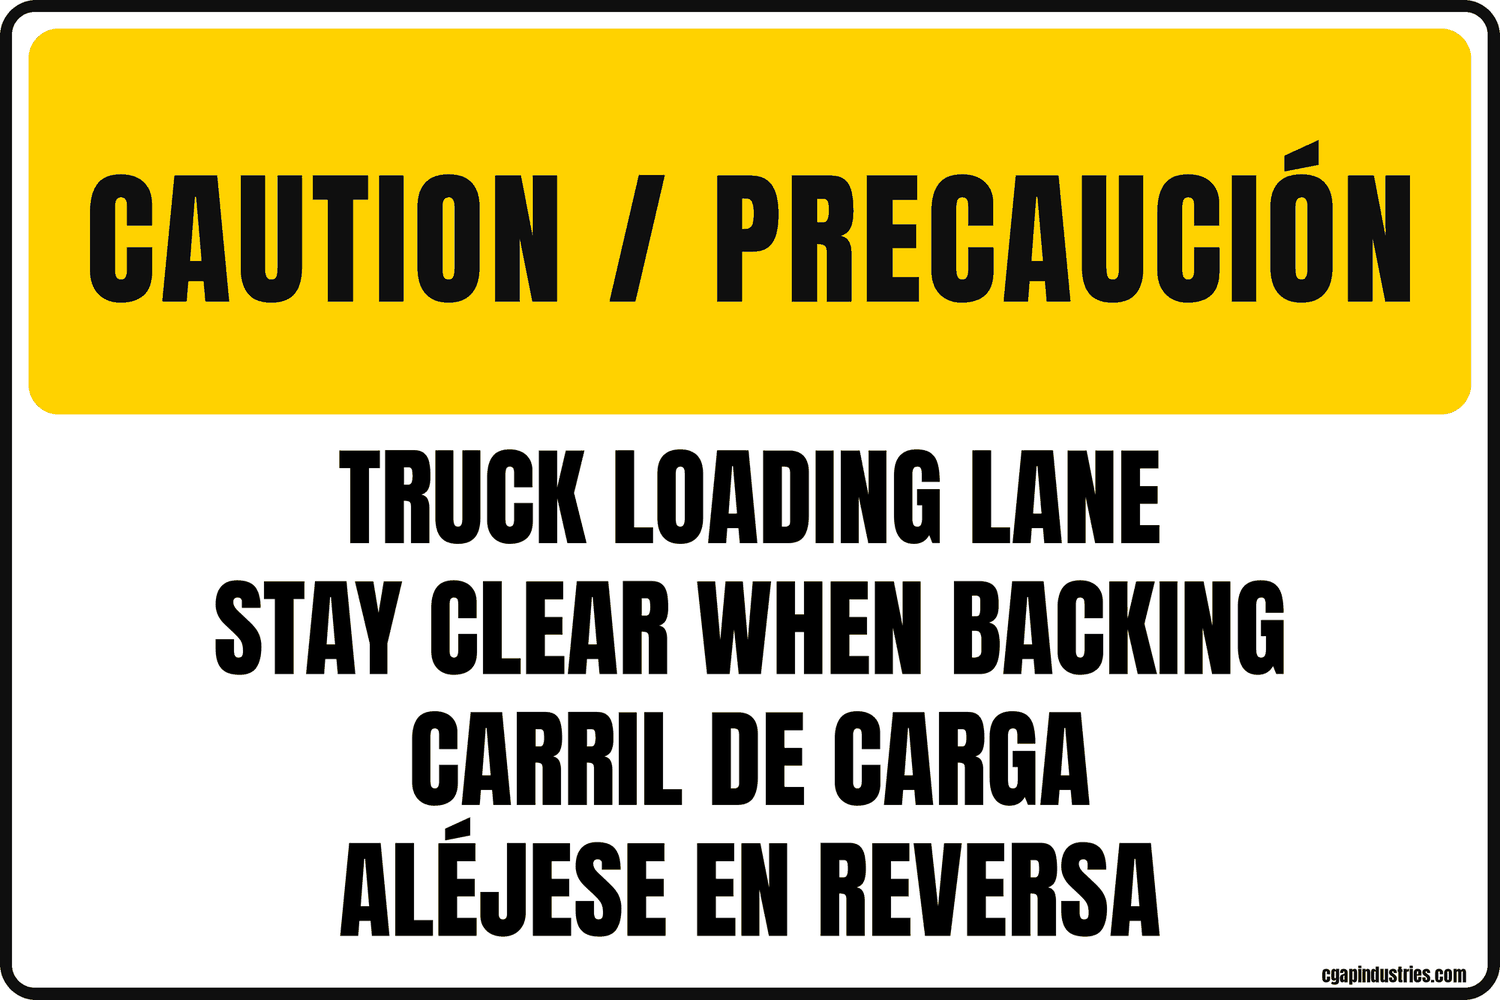 CAUTION / PRECAUCIÓN
TRUCK LOADING LANE
STAY CLEAR WHEN BACKING
CARRIL DE CARGA
ALÉJESE EN REVERSA
cgapindustries.com